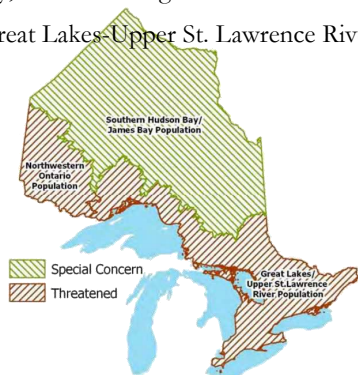 reat Lakes-Upper St. Lawrence Riv
Southern Hudson Bay/
James Bay Population
Northwestern
Ontario
Population
Special Concern
Threatened
Great Lakes/
Upper St.Lawrence
River Population